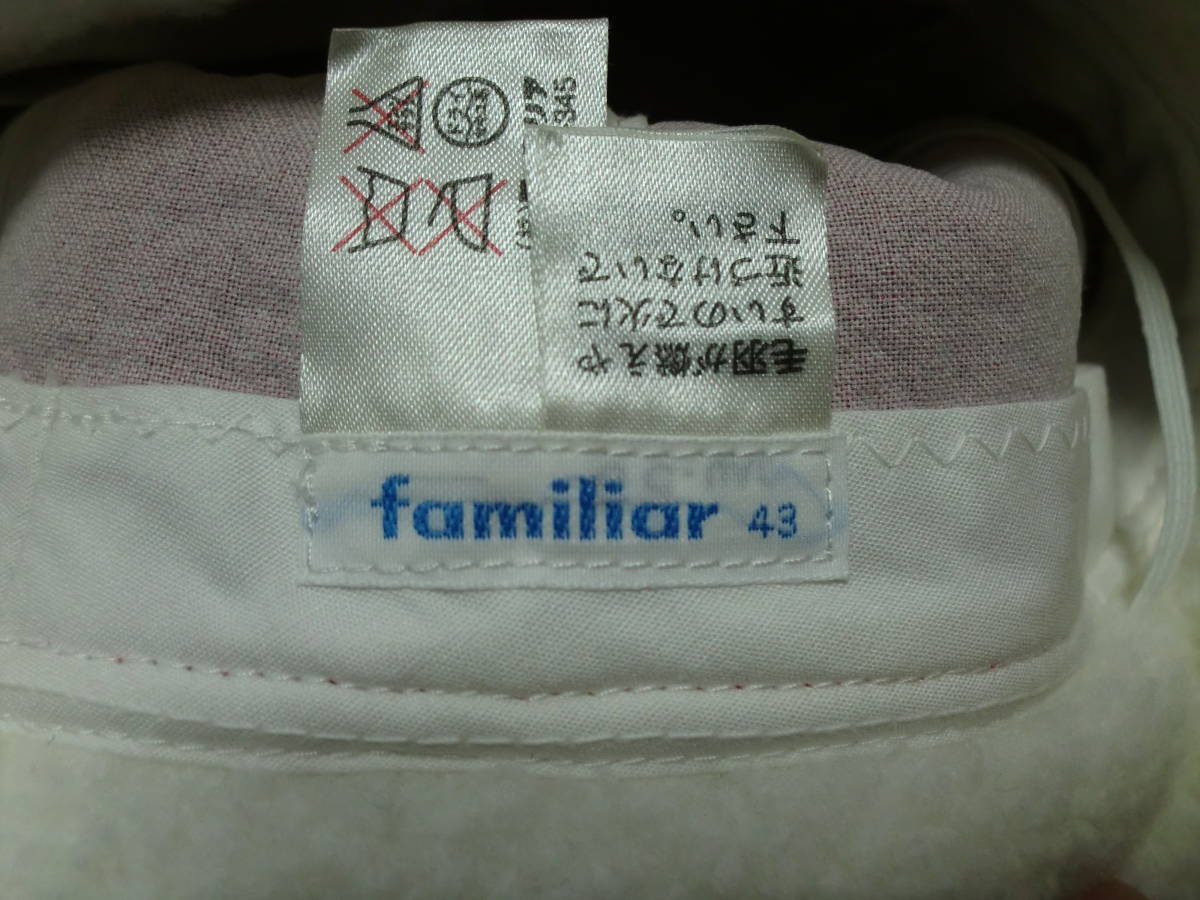 familiar 43
毛羽が燃えや
すいので火に
近づけないで
下さい。
345